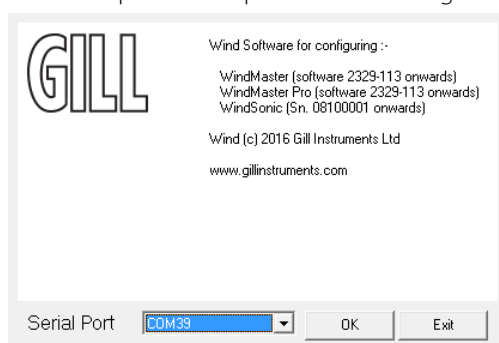 GILL
Wind Software for configuring :-
WindMaster (software 2329-113 onwards)
WindMaster Pro (software 2329-113 onwards)
WindSonic (Sn. 08100001 onwards)
Wind (c) 2016 Gill Instruments Ltd
www.gillinstruments.com
Serial Port COM39 OK Exit